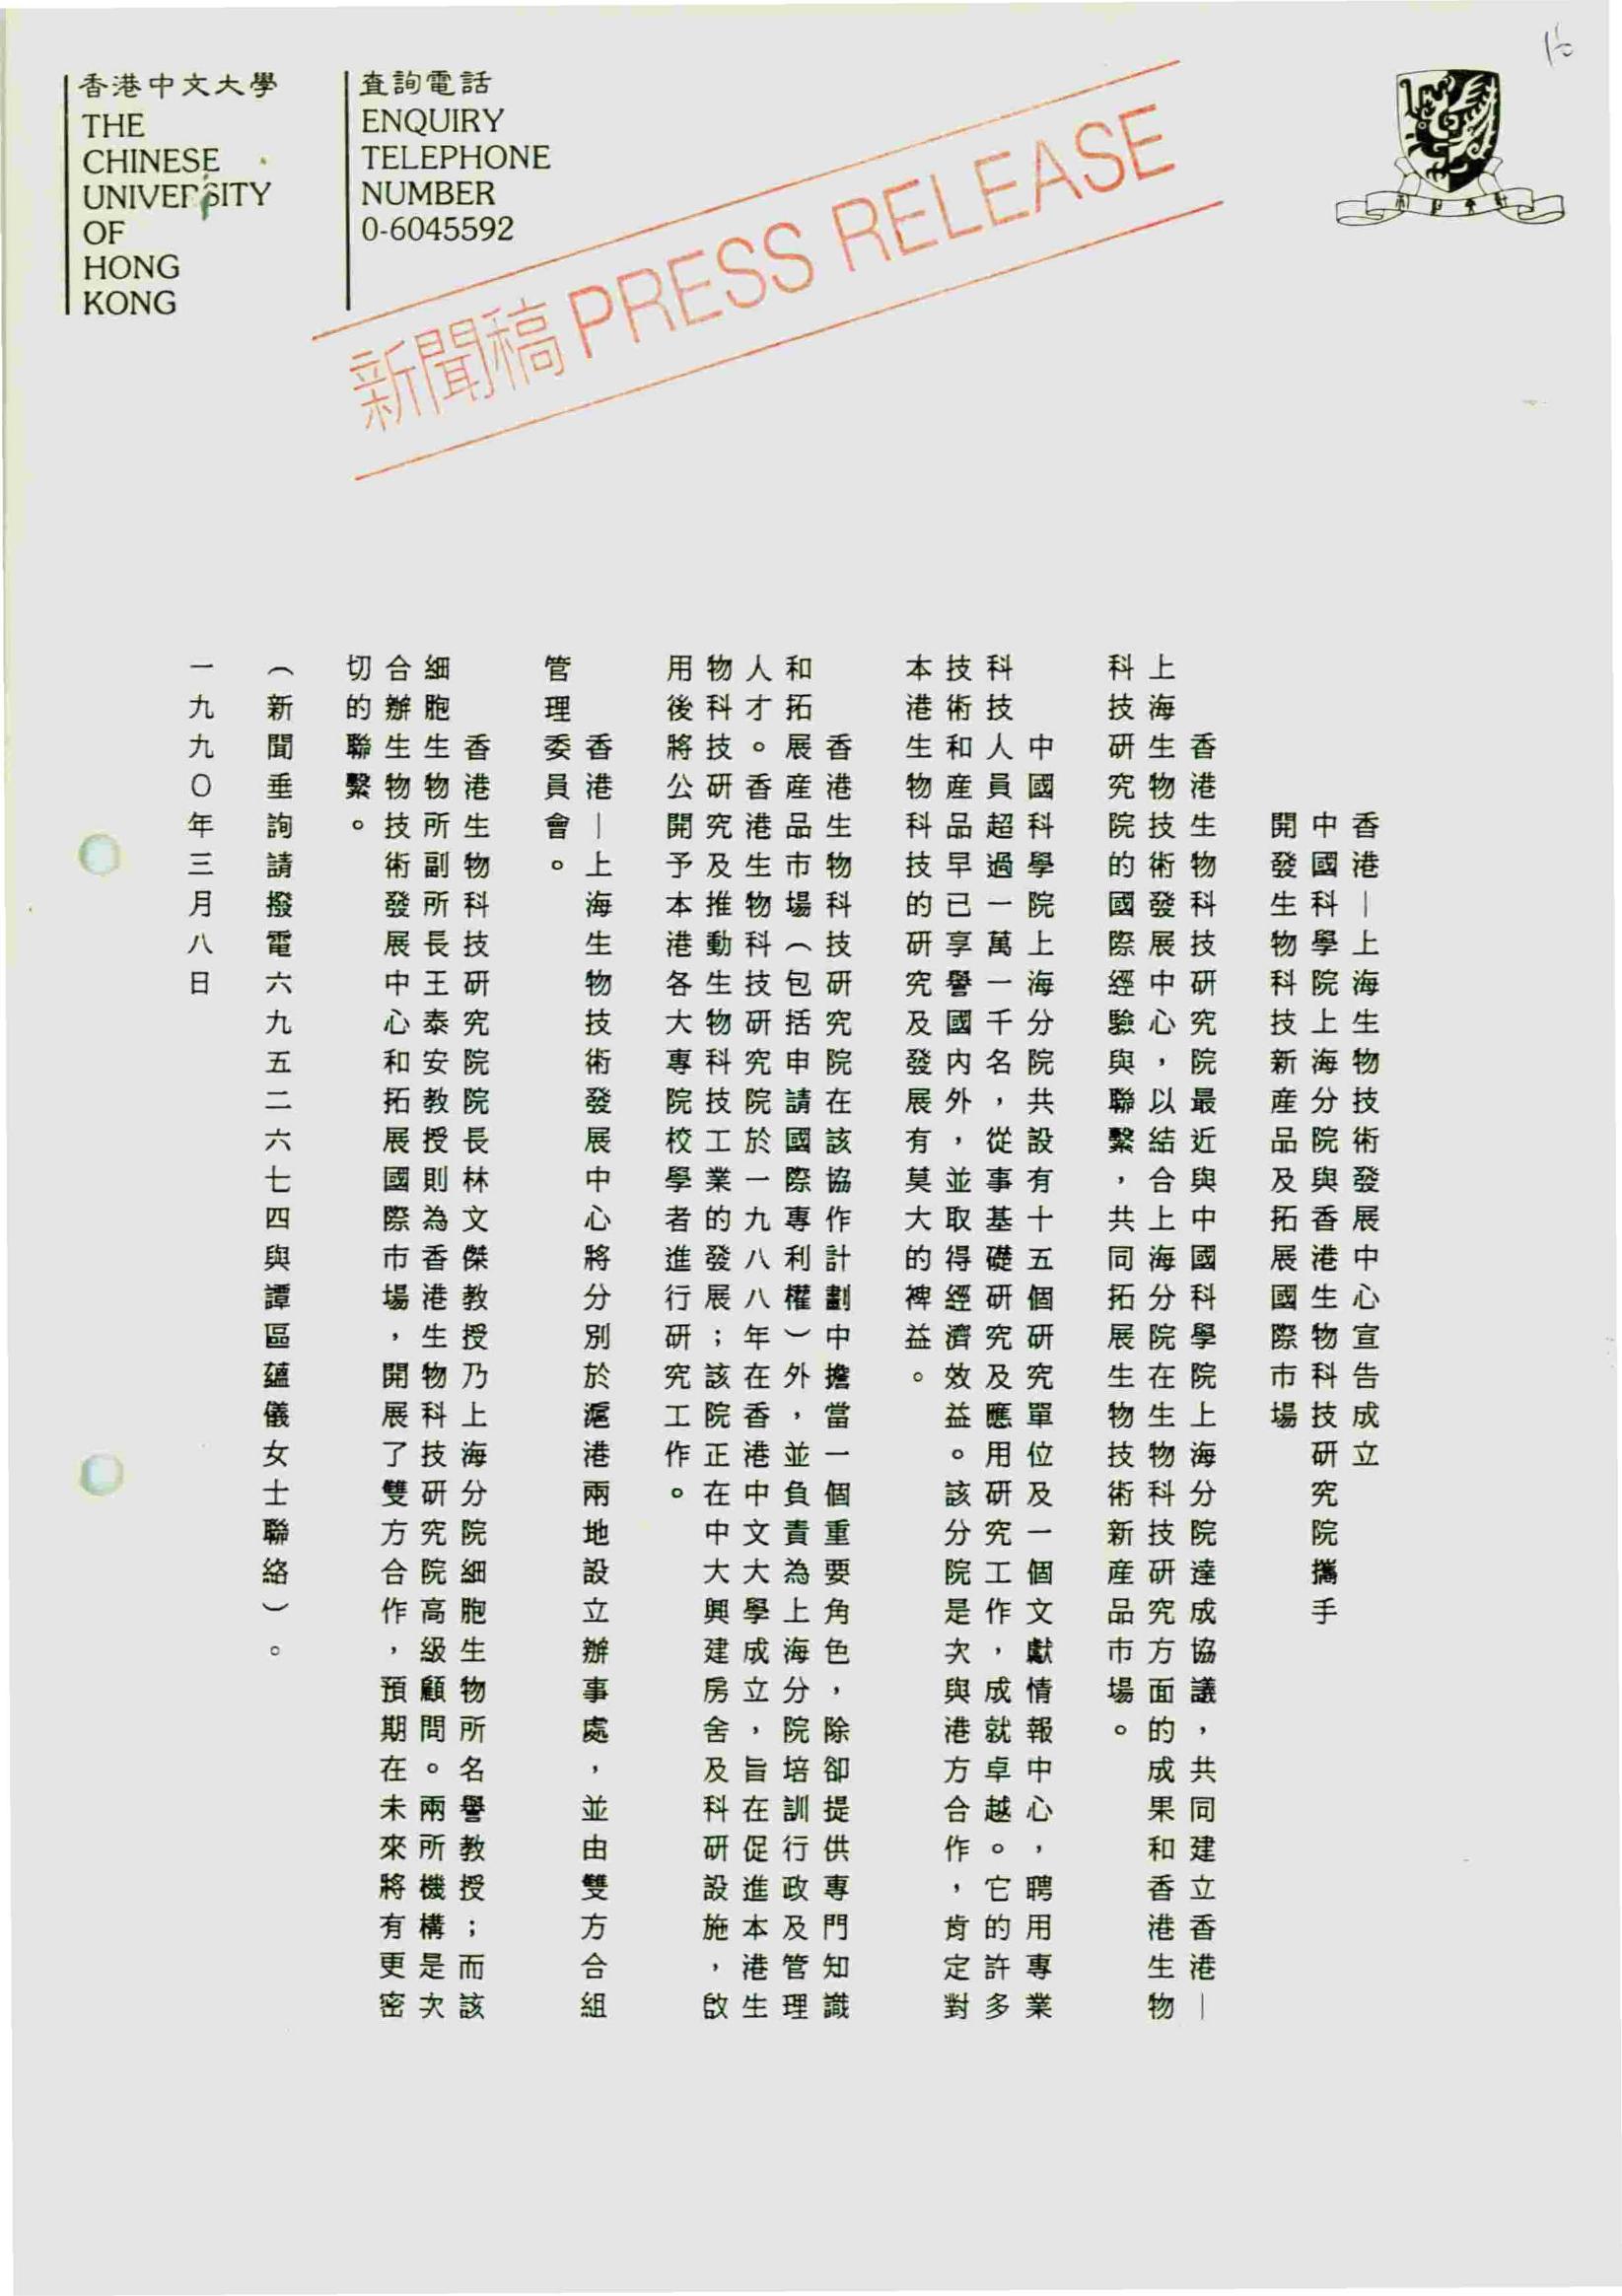 香港中文大學
THE
CHINESE
UNIVERSITY
OF
HONG
KONG
査詢電話
ENQUIRY
TELEPHONE
NUMBER
0-6045592
新聞稿 PRESS RELEASE
香港｜上海生物技術發展中心宣告成立
中國科學院上海分院與香港生物科技研究院攜手
開發生物科技新産品及拓展國際市場
香港生物科技研究院最近與中國科學院上海分院達成協議，共同建立香港｜
上海生物技術發展中心，以結合上海分院在生物科技研究方面的成果和香港生物
科技研究院的國際經驗與聯繫，共同拓展生物技術新産品市場。
中國科學院上海分院共設有十五個研究單位及一個文獻情報中心，聘用專業
科技人員超過一萬一千名，從事基礎研究及應用研究工作，成就卓越。它的許多
技術和産品早已享譽國內外，並取得經濟效益。該分院是次與港方合作，肯定對
本港生物科技的研究及發展有莫大的裨益。
香港生物科技研究院在該協作計劃中擔當一個重要角色，除卻提供專門知識
和拓展産品市場（包括申請國際專利權）外，並負責為上海分院培訓行政及管理
人才。香港生物科技研究院於一九八八年在香港中文大學成立，旨在促進本港生
物科技研究及推動生物科技工業的發展；該院正在中大興建房舍及科研設施，啟
用後將公開予本港各大專院校學者進行研究工作。
香港｜上海生物技術發展中心將分別於滬港兩地設立辦事處，並由雙方合組
管理委員會。
香港生物科技研究院院長林文傑教授乃上海分院細胞生物所名譽教授；而該
細胞生物所副所長王泰安教授則為香港生物科技研究院高級顧問。兩所機構是次
合辦生物技術發展中心和拓展國際市場，開展了雙方合作，預期在未來將有更密
切的聯繫。
（新聞垂詢請撥電六九五二六七四與譚區蘊儀女士聯絡）。
一九九〇年三月八日